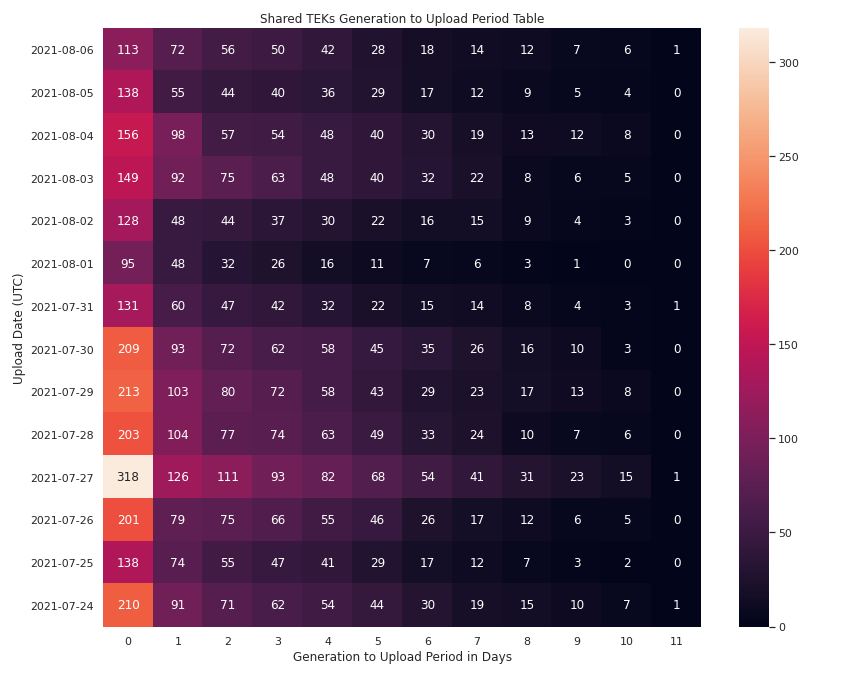 Shared TEKs Generation to Upload Period Table
2021-08-06 113 72 56 50 42 28 18 14 12 7 6 1
2021-08-05 138 55 44 40 36 29 17 12 9 5 4 0
2021-08-04 156 98 57 54 48 40 30 19 13 12 8 0
2021-08-03 149 92 75 63 48 40 32 22 8 6 5 0
2021-08-02 128 48 44 37 30 22 16 15 9 4 3 0
2021-08-01 95 48 32 26 16 11 7 6 3 1 0 0
2021-07-31 131 60 47 42 32 22 15 14 8 4 3 1
2021-07-30 209 93 72 62 58 45 35 26 16 10 3 0
2021-07-29 213 103 80 72 58 43 29 23 17 13 8 0
2021-07-28 203 104 77 74 63 49 33 24 10 7 6 0
2021-07-27 318 126 111 93 82 68 54 41 31 23 15 1
2021-07-26 201 79 75 66 55 46 26 17 12 6 5 0
2021-07-25 138 74 55 47 41 29 17 12 7 3 2 0
2021-07-24 210 91 71 62 54 44 30 19 15 10 7 1
0 1 2 3 4 5 6 7 8 9 10 11
Generation to Upload Period in Days
Upload Date (UTC)
300
250
200
150
100
50
0